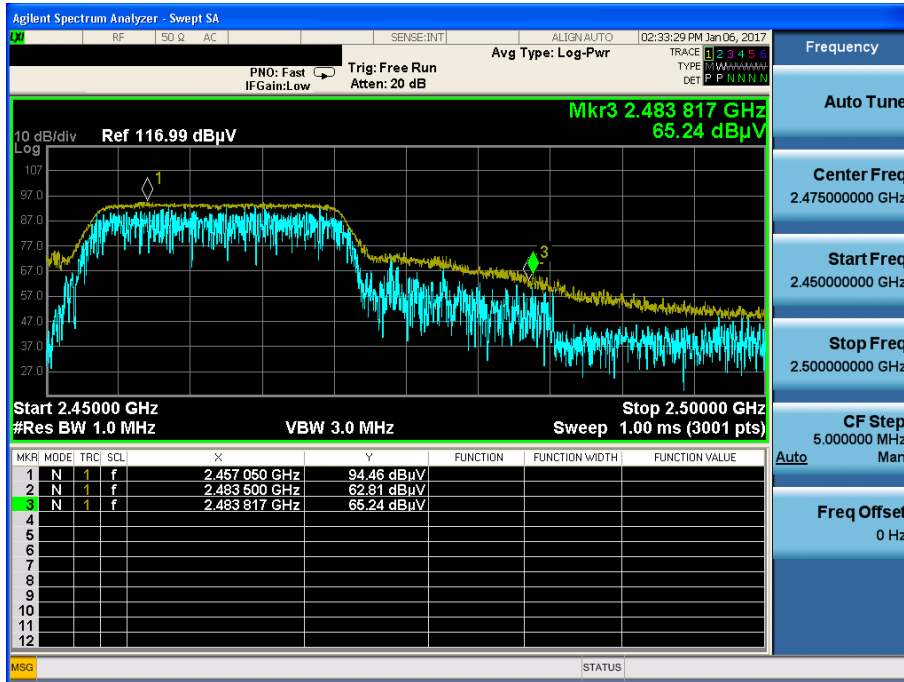 Agilent Spectrum Analyzer - Swept SA
LXI RF 50 Ω AC SENSE:INT ALIGN AUTO 02:33:29 PM Jan 06, 2017
PNO: Fast Trig: Free Run Avg Type: Log-Pwr TRACE 1 2 3 4 5 6
IFGain:Low Atten: 20 dB TYPE M W W W W W
DET P P N N N N
Mkr3 2.483 817 GHz
65.24 dBµV
10 dB/div Ref 116.99 dBµV
Log
107
97.0
87.0
77.0
67.0
57.0
47.0
37.0
27.0
1
3
Start 2.45000 GHz Stop 2.50000 GHz
#Res BW 1.0 MHz VBW 3.0 MHz Sweep 1.00 ms (3001 pts)
MKR MODE TRC SCL X Y FUNCTION FUNCTION WIDTH FUNCTION VALUE
1 N 1 f 2.457 050 GHz 94.46 dBµV
2 N 1 f 2.483 500 GHz 62.81 dBµV
3 N 1 f 2.483 817 GHz 65.24 dBµV
4
5
6
7
8
9
10
11
12
MSG STATUS
Frequency
Auto Tune
Center Freq
2.475000000 GHz
Start Freq
2.450000000 GHz
Stop Freq
2.500000000 GHz
CF Step
5.000000 MHz
Auto Man
Freq Offset
0 Hz